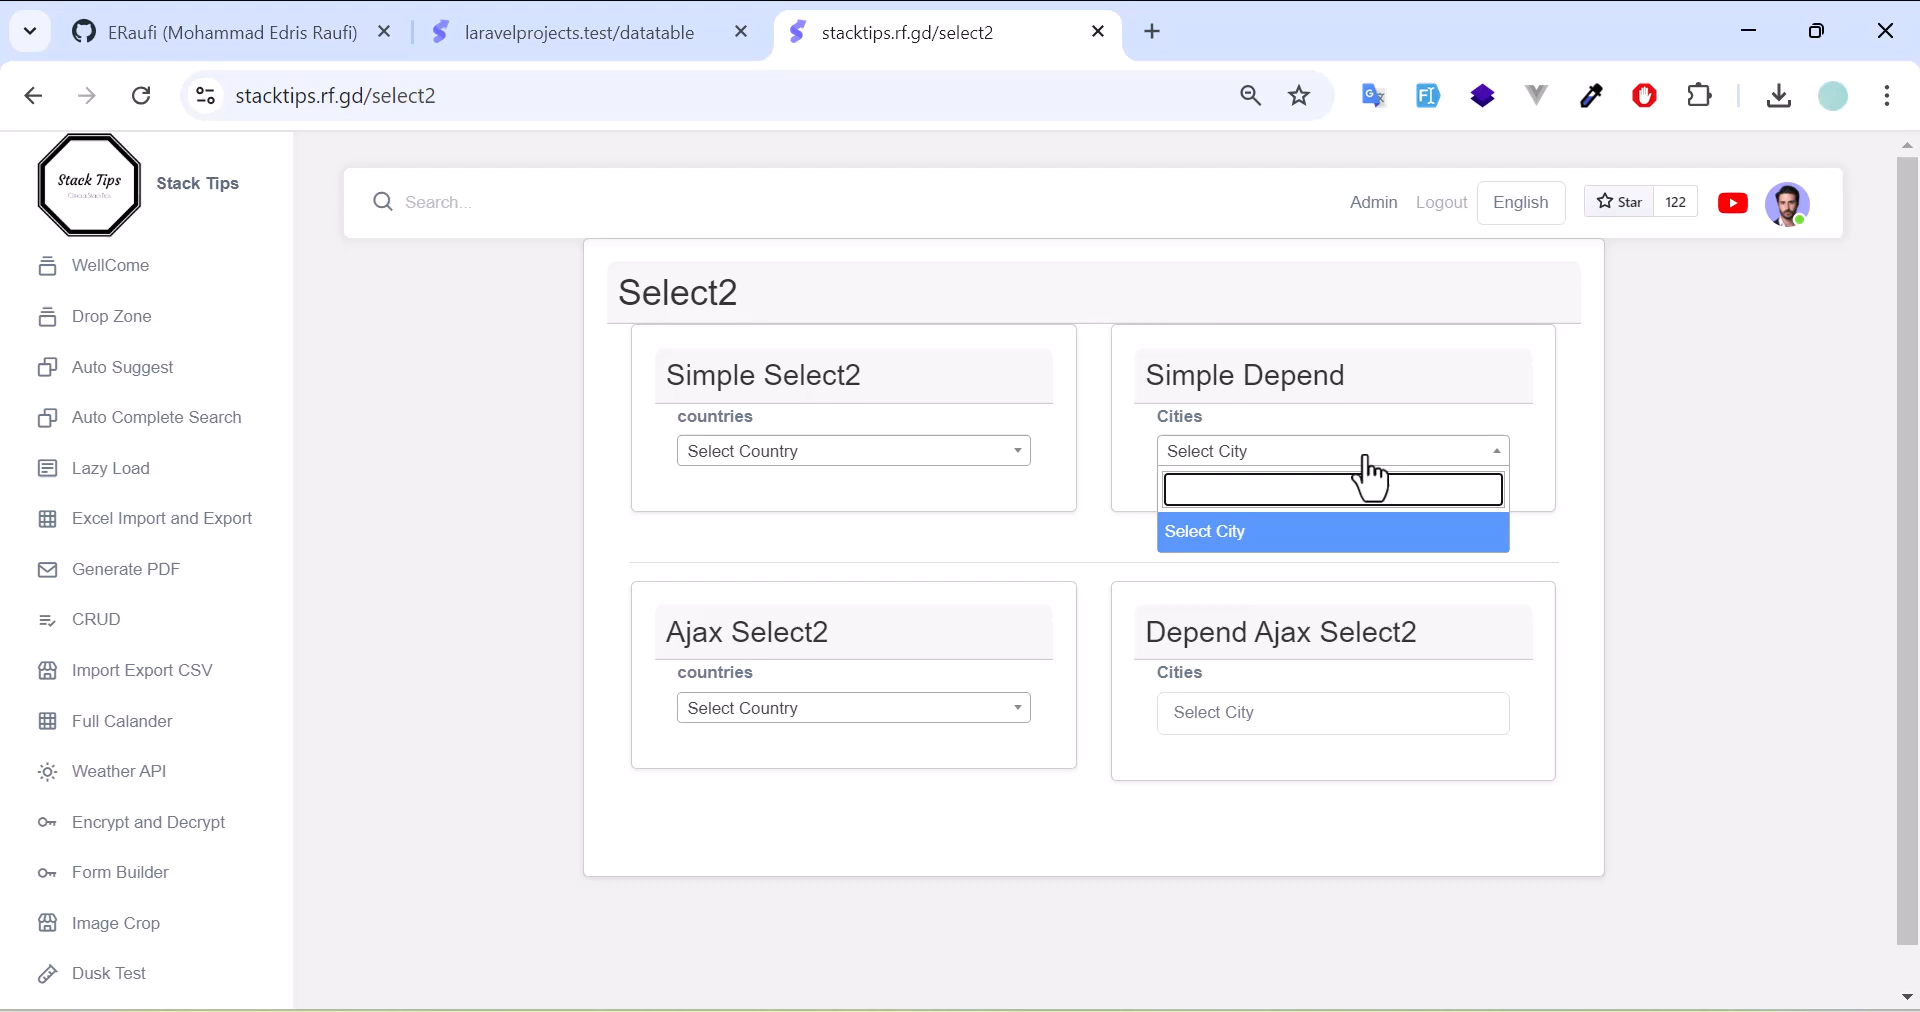 ERaufi (Mohammad Edris Raufi)
laravelprojects.test/datatable
stacktips.rf.gd/select2
stacktips.rf.gd/select2
Stack Tips
Stack Tips
Search...
Admin
Logout
English
Star
122
WellCome
Drop Zone
Auto Suggest
Auto Complete Search
Lazy Load
Excel Import and Export
Generate PDF
CRUD
Import Export CSV
Full Calander
Weather API
Encrypt and Decrypt
Form Builder
Image Crop
Dusk Test
Select2
Simple Select2
countries
Select Country
Simple Depend
Cities
Select City
Select City
Ajax Select2
countries
Select Country
Depend Ajax Select2
Cities
Select City